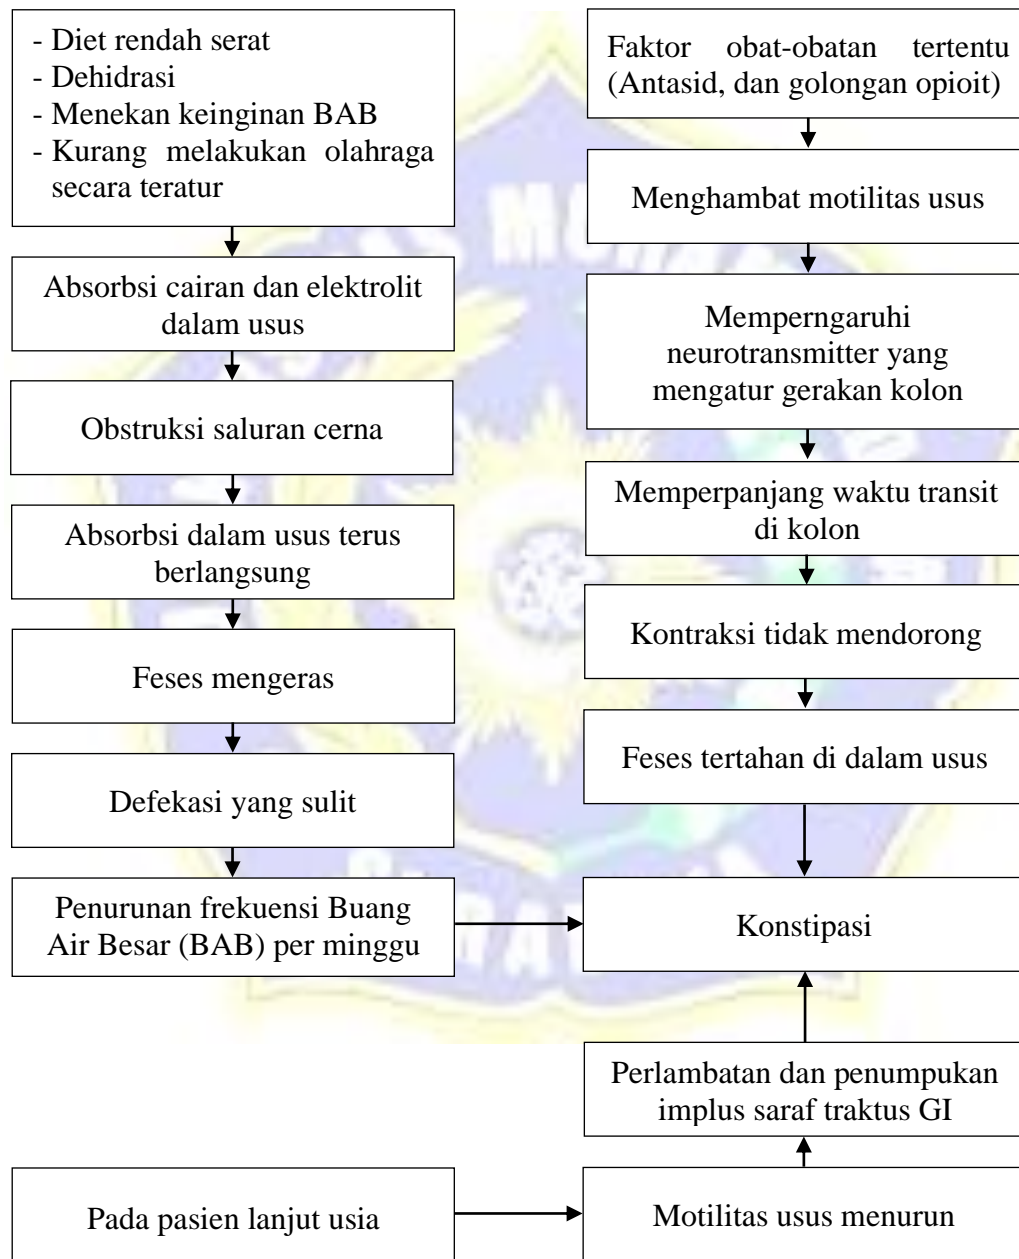 - Diet rendah serat
- Dehidrasi
- Menekan keinginan BAB
- Kurang melakukan olahraga
secara teratur
Absorbsi cairan dan elektrolit
dalam usus
Obstruksi saluran cerna
Absorbsi dalam usus terus
berlangsung
Feses mengeras
Defekasi yang sulit
Penurunan frekuensi Buang
Air Besar (BAB) per minggu
Faktor obat-obatan tertentu
(Antasid, dan golongan opioit)
Menghambat motilitas usus
Memperngaruhi
neurotransmitter yang
mengatur gerakan kolon
Memperpanjang waktu transit
di kolon
Kontraksi tidak mendorong
Feses tertahan di dalam usus
Konstipasi
Perlambatan dan penumpukan
implus saraf traktus GI
Pada pasien lanjut usia
Motilitas usus menurun